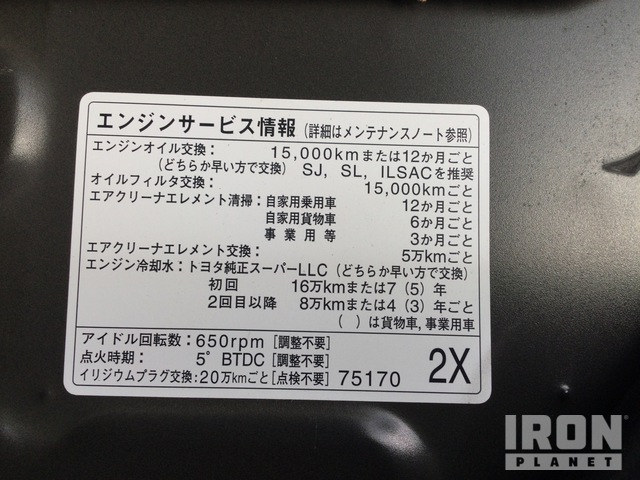 エンジンサービス情報(詳細はメンテナンスノート参照)
エンジンオイル交換: 15,000kmまたは12か月ごと
(どちらか早い方で交換) SJ, SL, ILSACを推奨
オイルフィルタ交換: 15,000kmごと
エアクリーナエレメント清掃:自家用乗用車 12か月ごと
自家用貨物車 6か月ごと
事業用等 3か月ごと
エアクリーナエレメント交換: 5万kmごと
エンジン冷却水:トヨタ純正スーパーLLC (どちらか早い方で交換)
初回 16万kmまたは7(5)年
2回目以降 8万kmまたは4(3)年ごと
( )は貨物車,事業用車
アイドル回転数:650rpm [調整不要]
点火時期: 5° BTDC [調整不要]
イリジウムプラグ交換:20万kmごと[点検不要] 75170 2X
IRON
PLANET